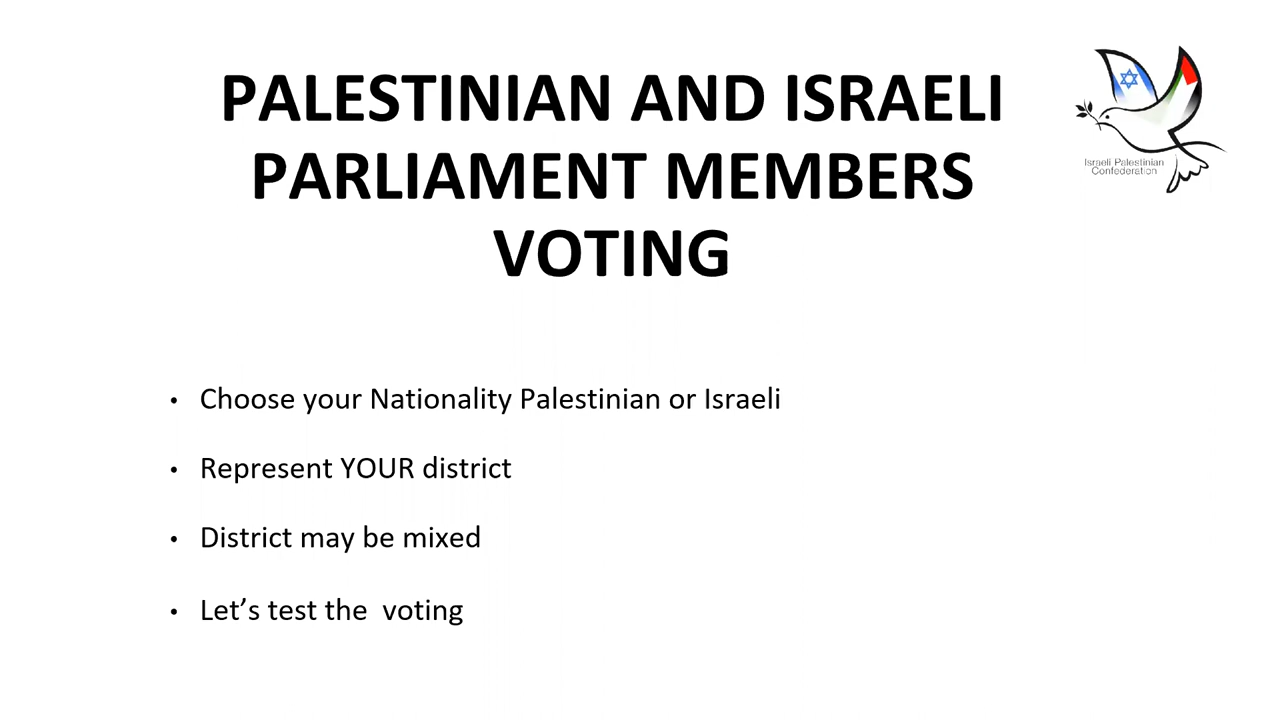 PALESTINIAN AND ISRAELI
PARLIAMENT MEMBERS
VOTING
Israeli Palestinian
Confederation
• Choose your Nationality Palestinian or Israeli
• Represent YOUR district
• District may be mixed
• Let’s test the  voting